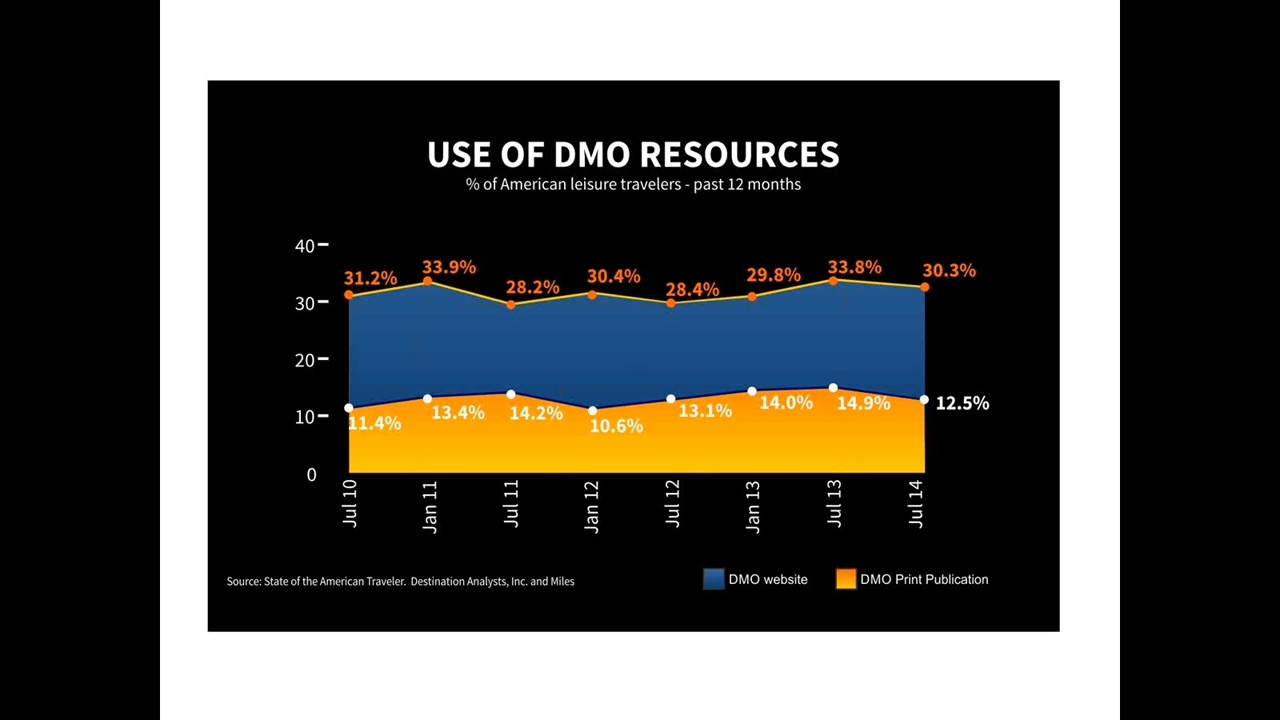 USE OF DMO RESOURCES
% of American leisure travelers - past 12 months
40
30
20
10
0
31.2%
33.9%
28.2%
30.4%
28.4%
29.8%
33.8%
30.3%
11.4%
13.4%
14.2%
10.6%
13.1%
14.0%
14.9%
12.5%
Jul 10
Jan 11
Jul 11
Jan 12
Jul 12
Jan 13
Jul 13
Jul 14
Source: State of the American Traveler. Destination Analysts, Inc. and Miles
DMO website
DMO Print Publication